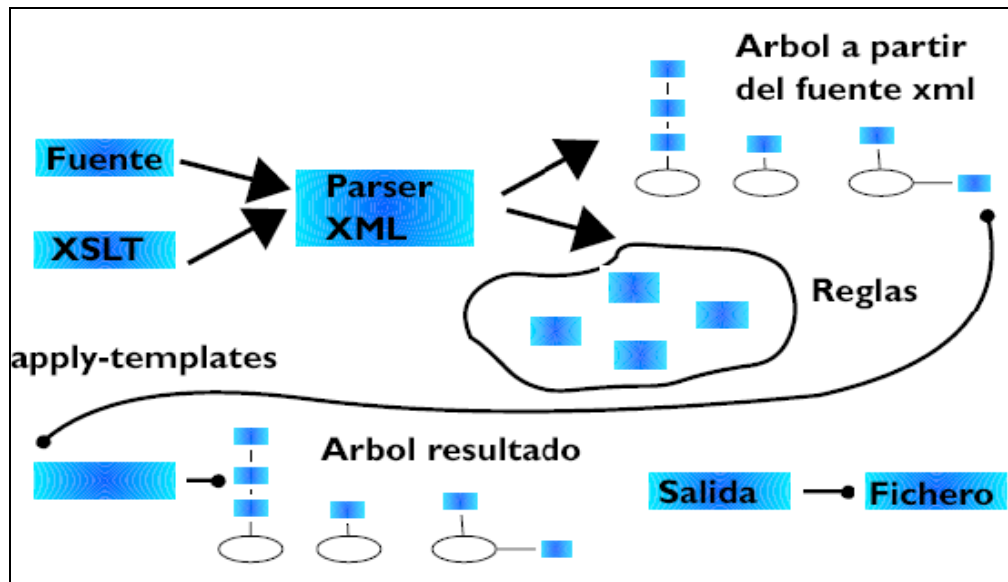 Arbol a partir
del fuente xml
Fuente
Parser
XML
XSLT
Reglas
apply-templates
Arbol resultado
Salida
Fichero